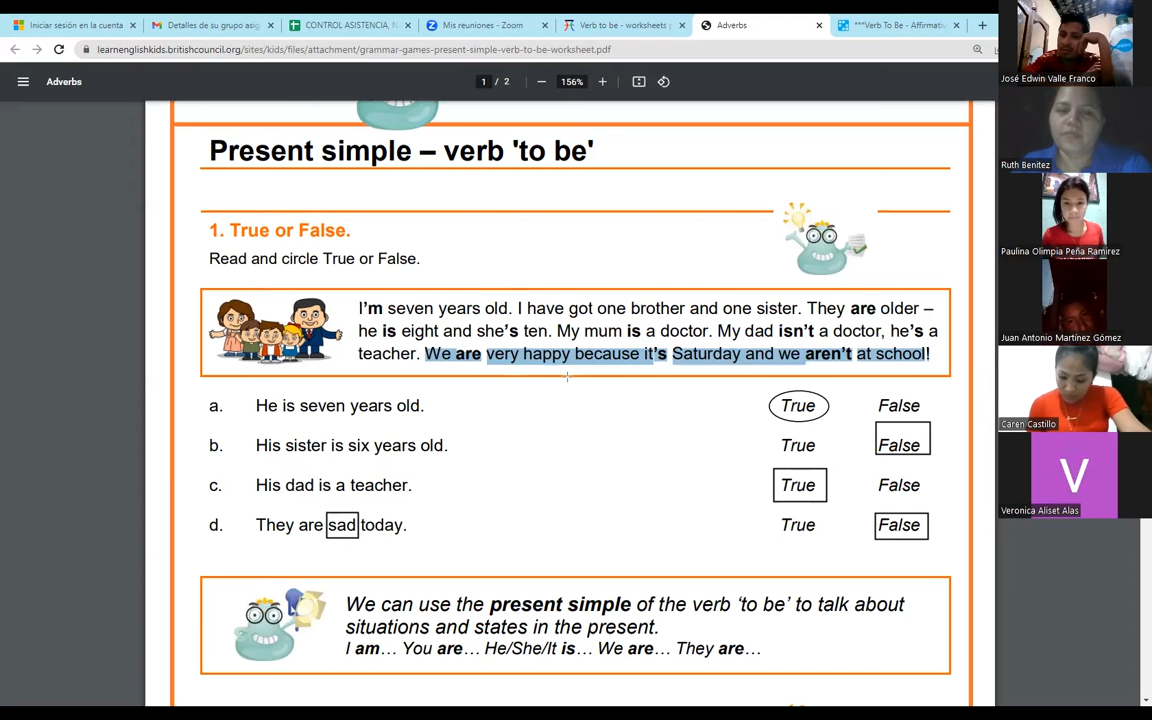 Iniciar sesión en la cuenta
Detalles de su grupo asig
CONTROL ASISTENCIA, N
Mis reuniones - Zoom
Verb to be - worksheets p
Adverbs
***Verb To Be - Affirmativ
learnenglishkids.britishcouncil.org/sites/kids/files/attachment/grammar-games-present-simple-verb-to-be-worksheet.pdf
Adverbs
1 / 2
156%
Present simple – verb 'to be'
1. True or False.
Read and circle True or False.
I'm seven years old. I have got one brother and one sister. They are older –
he is eight and she's ten. My mum is a doctor. My dad isn't a doctor, he's a
teacher. We are very happy because it's Saturday and we aren't at school!
a. He is seven years old. True False
b. His sister is six years old. True False
c. His dad is a teacher. True False
d. They are sad today. True False
We can use the present simple of the verb 'to be' to talk about
situations and states in the present.
I am… You are… He/She/It is… We are… They are…
José Edwin Valle Franco
Ruth Benitez
Paulina Olimpia Peña Ramirez
Juan Antonio Martínez Gómez
Caren Castillo
V
Veronica Aliset Alas